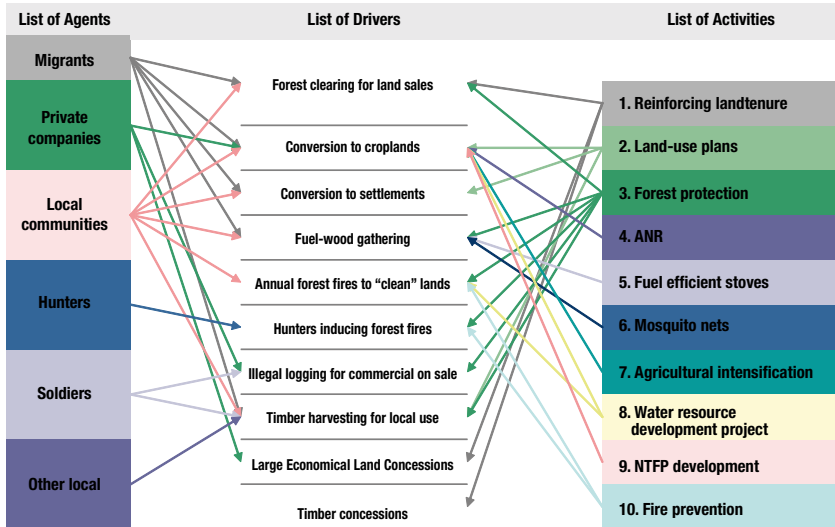 List of Agents
List of Drivers
List of Activities
Migrants
Private
companies
Local
communities
Hunters
Soldiers
Other local
Forest clearing for land sales
Conversion to croplands
Conversion to settlements
Fuel-wood gathering
Annual forest fires to “clean” lands
Hunters inducing forest fires
Illegal logging for commercial on sale
Timber harvesting for local use
Large Economical Land Concessions
Timber concessions
1. Reinforcing landtenure
2. Land-use plans
3. Forest protection
4. ANR
5. Fuel efficient stoves
6. Mosquito nets
7. Agricultural intensification
8. Water resource
development project
9. NTFP development
10. Fire prevention